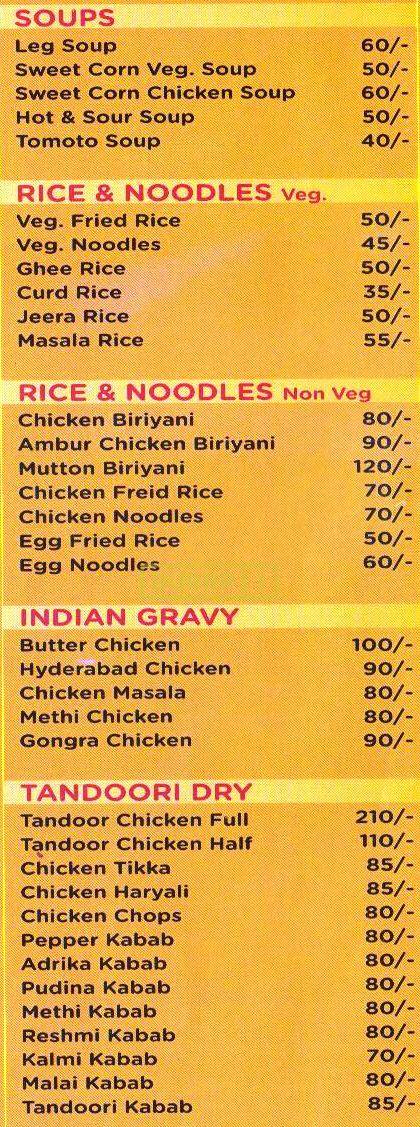 SOUPS
Leg Soup 60/-
Sweet Corn Veg. Soup 50/-
Sweet Corn Chicken Soup 60/-
Hot & Sour Soup 50/-
Tomoto Soup 40/-
RICE & NOODLES Veg.
Veg. Fried Rice 50/-
Veg. Noodles 45/-
Ghee Rice 50/-
Curd Rice 35/-
Jeera Rice 50/-
Masala Rice 55/-
RICE & NOODLES Non Veg
Chicken Biriyani 80/-
Ambur Chicken Biriyani 90/-
Mutton Biriyani 120/-
Chicken Freid Rice 70/-
Chicken Noodles 70/-
Egg Fried Rice 50/-
Egg Noodles 60/-
INDIAN GRAVY
Butter Chicken 100/-
Hyderabad Chicken 90/-
Chicken Masala 80/-
Methi Chicken 80/-
Gongra Chicken 90/-
TANDOORI DRY
Tandoor Chicken Full 210/-
Tandoor Chicken Half 110/-
Chicken Tikka 85/-
Chicken Haryali 85/-
Chicken Chops 80/-
Pepper Kabab 80/-
Adrika Kabab 80/-
Pudina Kabab 80/-
Methi Kabab 80/-
Reshmi Kabab 80/-
Kalmi Kabab 70/-
Malai Kabab 80/-
Tandoori Kabab 85/-